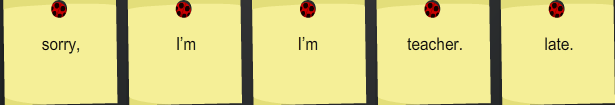 sorry, I'm I'm teacher. late.